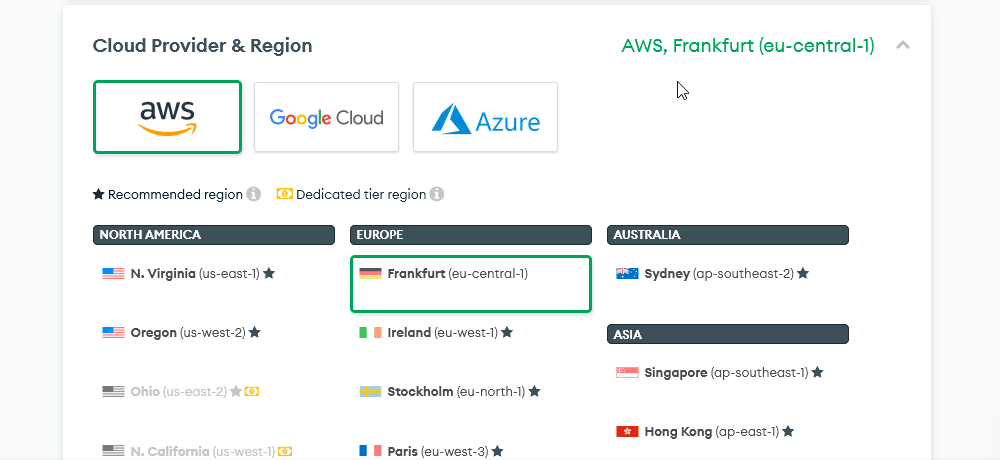 Cloud Provider & Region
AWS, Frankfurt (eu-central-1)
aws
Google Cloud
Azure
Recommended region
Dedicated tier region
NORTH AMERICA
N. Virginia (us-east-1)
Oregon (us-west-2)
Ohio (us-east-2)
N. California (us-west-1)
EUROPE
Frankfurt (eu-central-1)
Ireland (eu-west-1)
Stockholm (eu-north-1)
Paris (eu-west-3)
AUSTRALIA
Sydney (ap-southeast-2)
ASIA
Singapore (ap-southeast-1)
Hong Kong (ap-east-1)